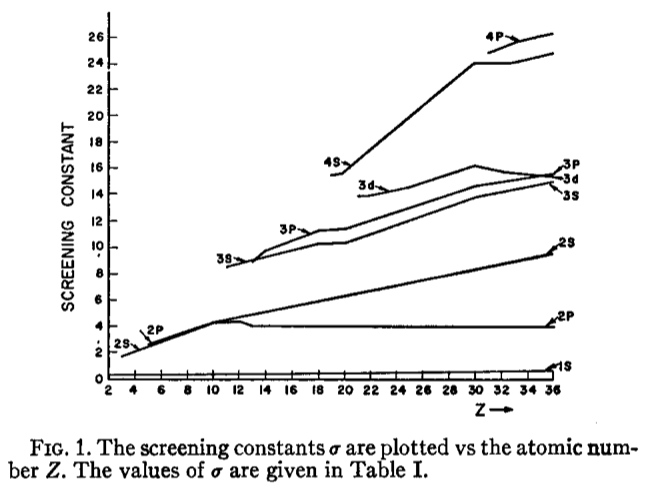 26
24
22
20
18
16
14
12
10
8
6
4
2
0
SCREENING CONSTANT
4P
4S
3d
3P
3d
3S
3P
3S
2S
2P
2S
2P
1S
2 4 6 8 10 12 14 16 18 20 22 24 26 28 30 32 34 36
Z→
FIG. 1. The screening constants σ are plotted vs the atomic num-
ber Z. The values of σ are given in Table I.